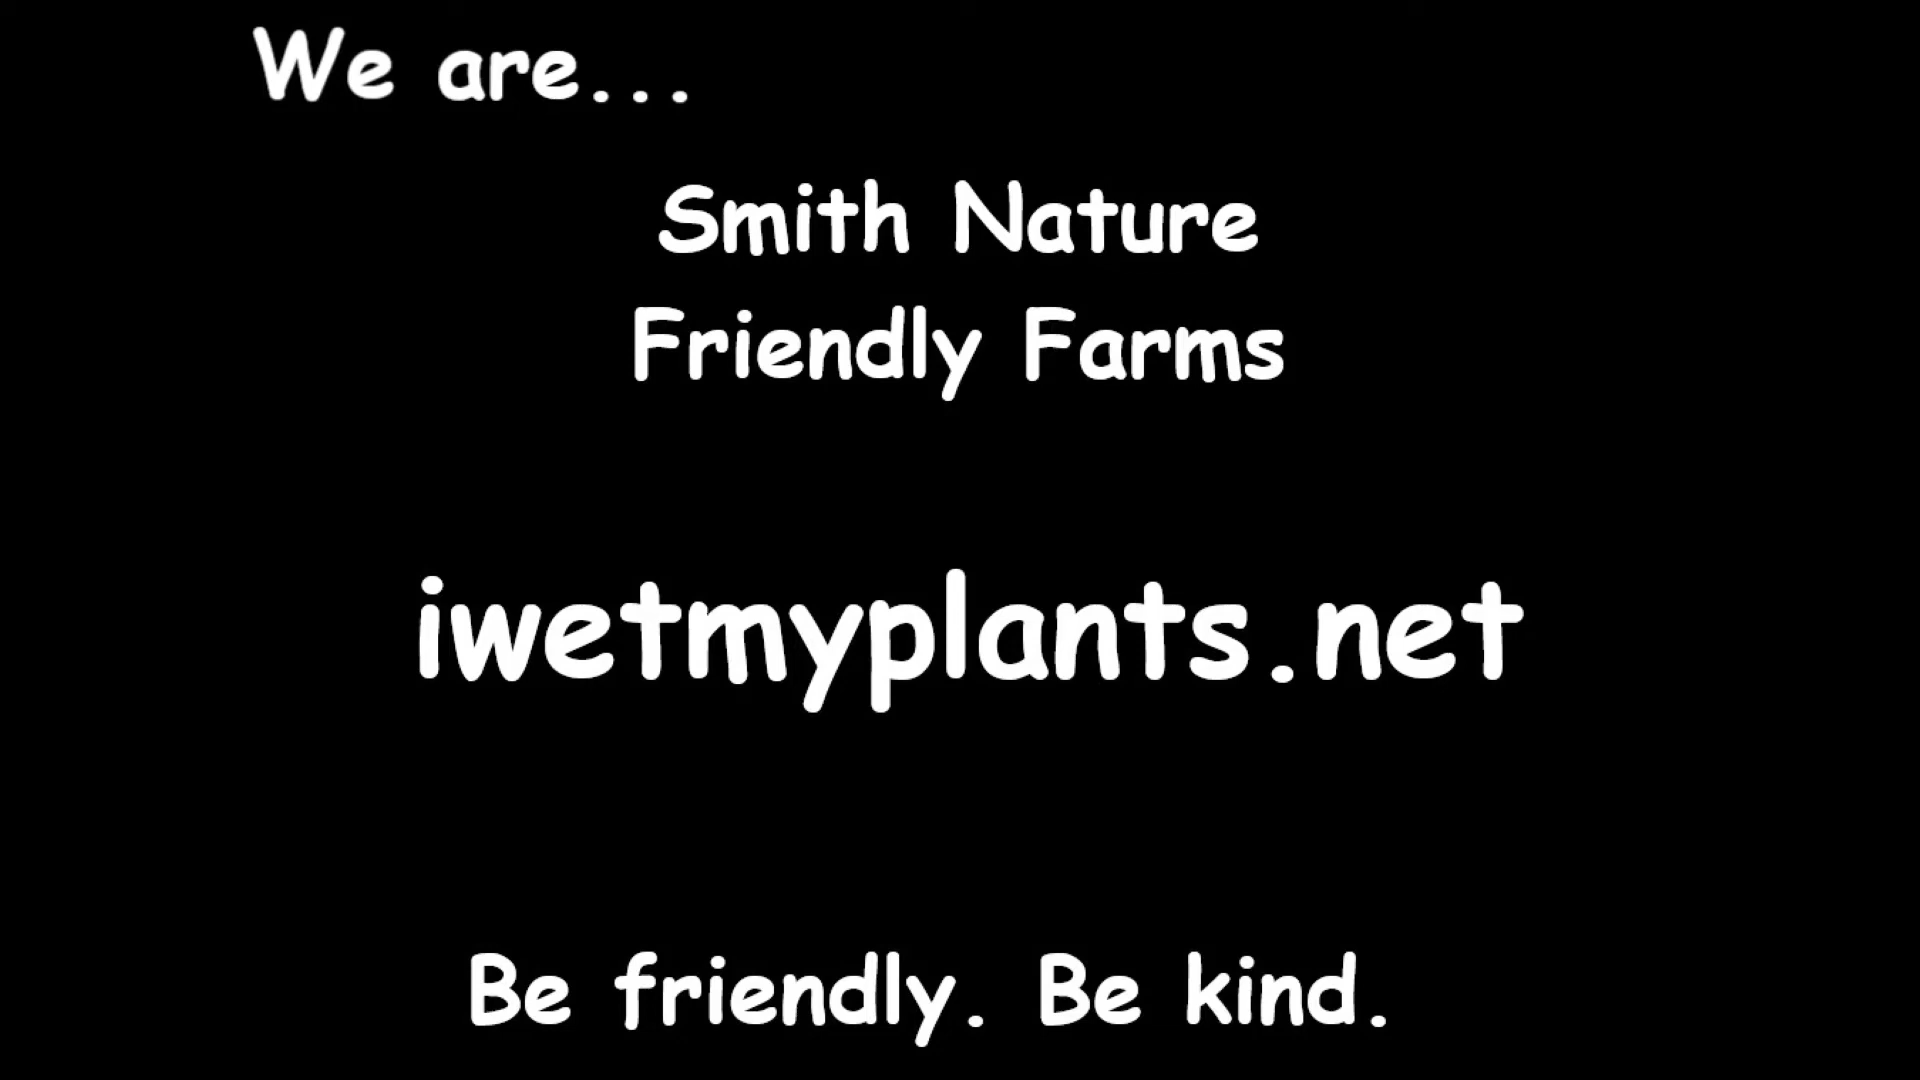 We are...
Smith Nature
Friendly Farms
iwetmyplants.net
Be friendly. Be kind.